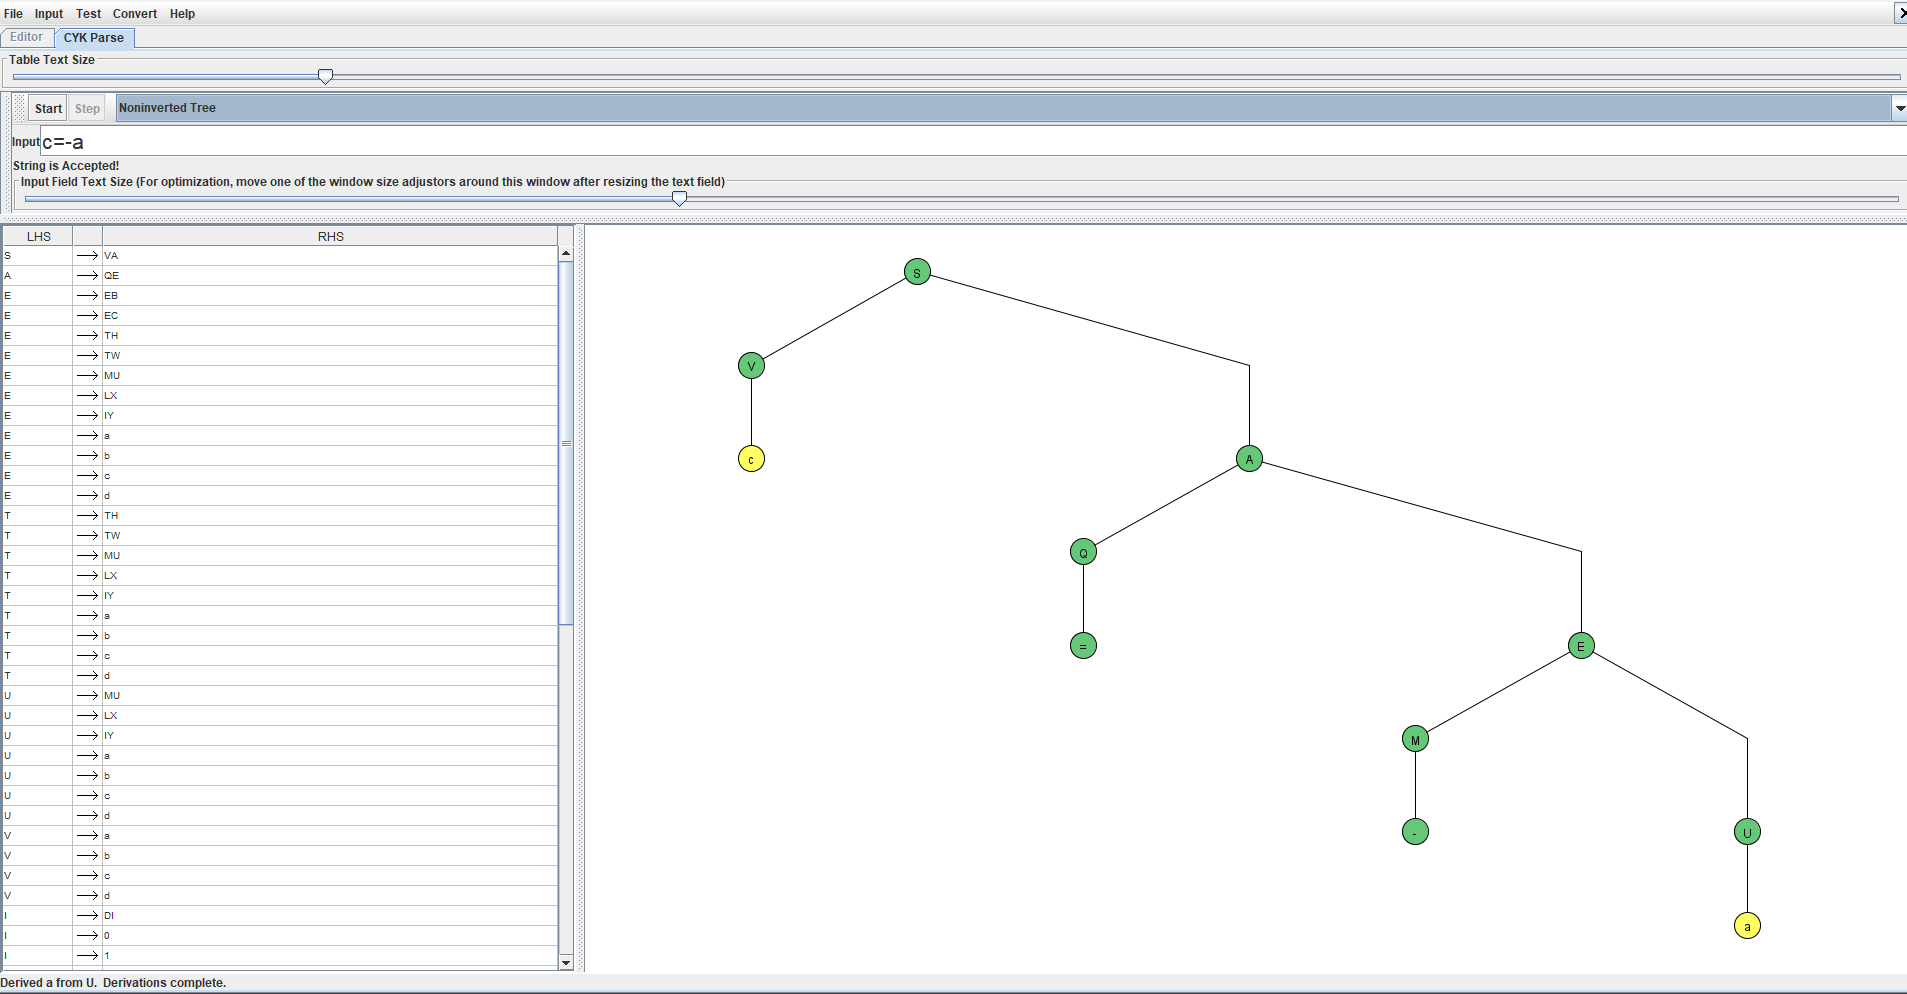 File Input Test Convert Help
Editor CYK Parse
Table Text Size
Start Step Noninverted Tree
Input c=-a
String is Accepted!
Input Field Text Size (For optimization, move one of the window size adjustors around this window after resizing the text field)
LHS RHS
S → VA
A → QE
E → EB
E → EC
E → TH
E → TW
E → MU
E → LX
E → IY
E → a
E → b
E → c
E → d
T → TH
T → TW
T → MU
T → LX
T → IY
T → a
T → b
T → c
T → d
U → MU
U → LX
U → IY
U → a
U → b
U → c
U → d
V → a
V → b
V → c
V → d
I → DI
I → 0
I → 1
S
V
c
A
Q
=
E
M
-
U
a
Derived a from U. Derivations complete.